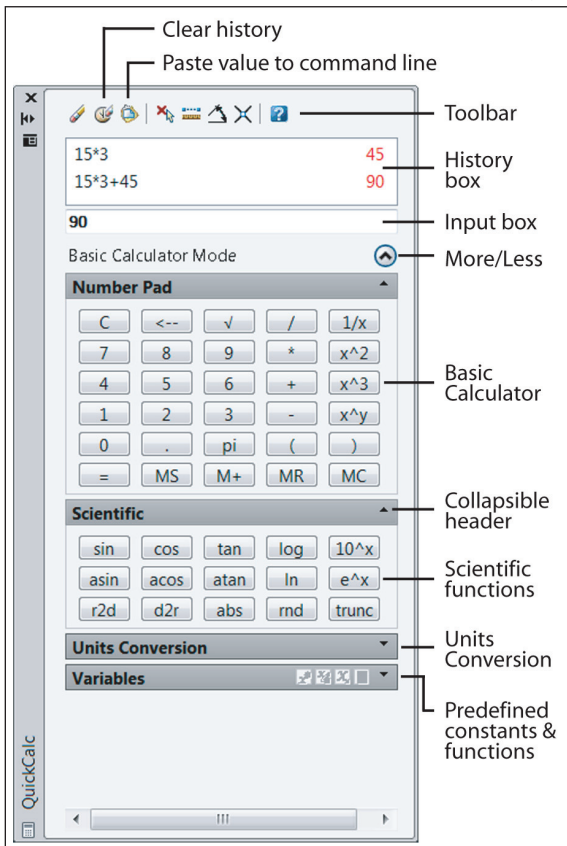 Clear history
Paste value to command line
Toolbar
15*3 45
15*3+45 90
History
box
90
Input box
Basic Calculator Mode
More/Less
Number Pad
C <-- √ / 1/x
7 8 9 * x^2
4 5 6 + x^3
Basic
Calculator
1 2 3 - x^y
0 . pi ( )
= MS M+ MR MC
Scientific
Collapsible
header
sin cos tan log 10^x
asin acos atan ln e^x
r2d d2r abs rnd trunc
Scientific
functions
Units Conversion
Units
Conversion
Variables
Predefined
constants &
functions
QuickCalc